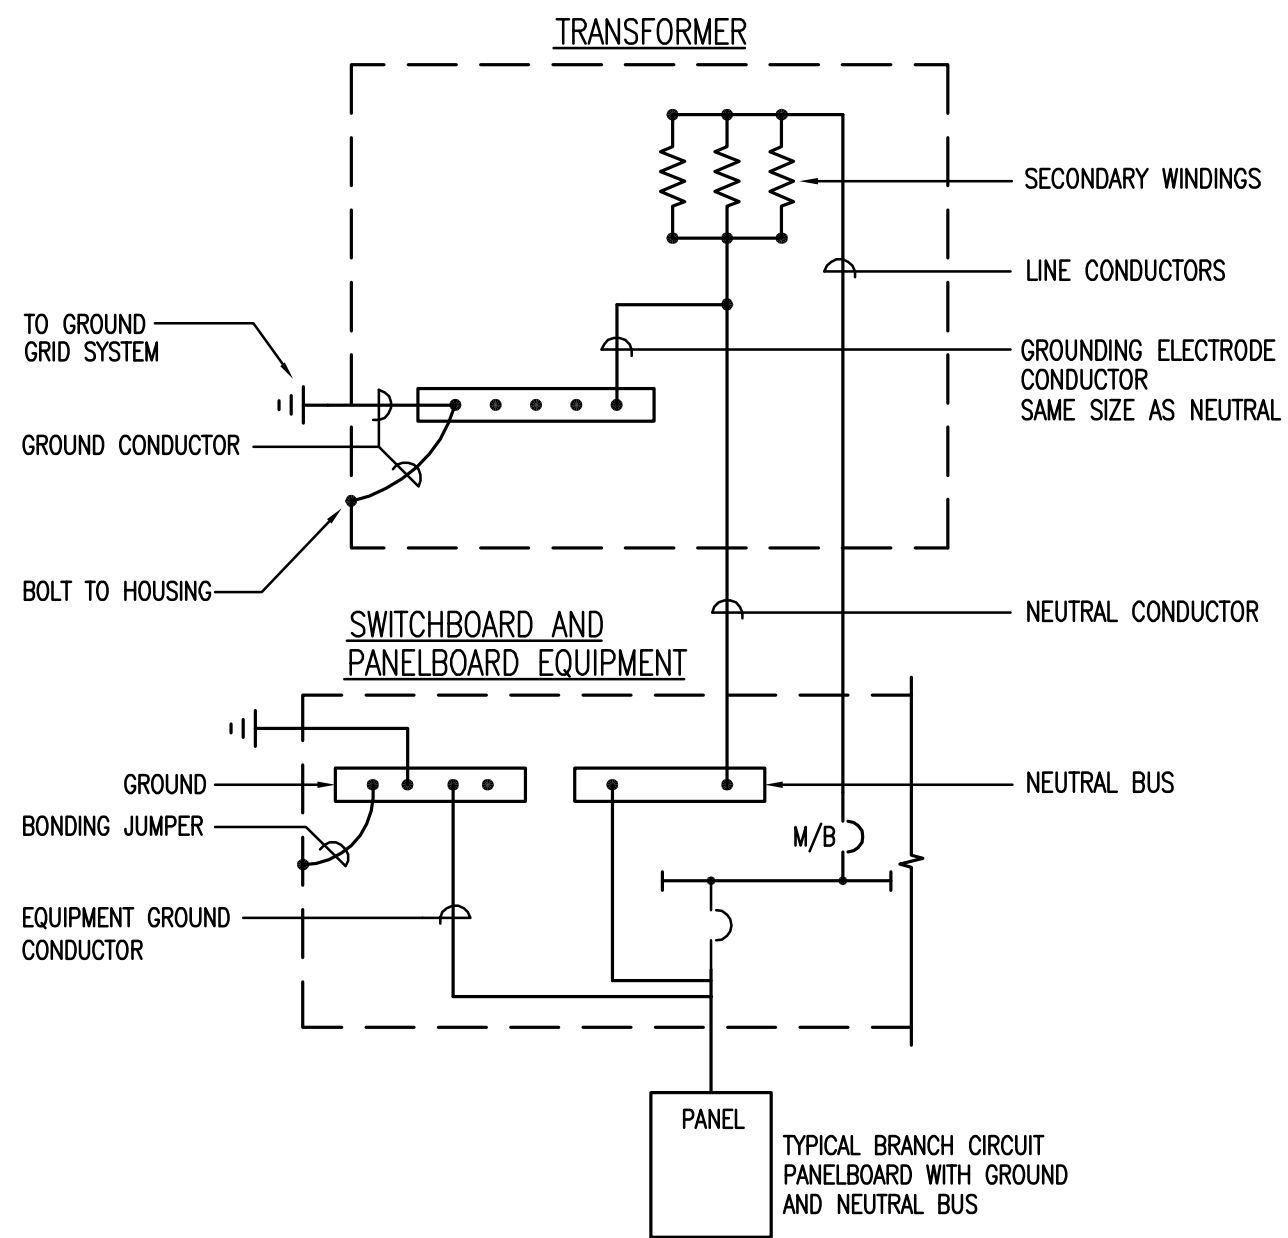 TRANSFORMER
SECONDARY WINDINGS
LINE CONDUCTORS
TO GROUND
GRID SYSTEM
GROUNDING ELECTRODE
CONDUCTOR
SAME SIZE AS NEUTRAL
GROUND CONDUCTOR
BOLT TO HOUSING
NEUTRAL CONDUCTOR
SWITCHBOARD AND
PANELBOARD EQUIPMENT
GROUND
NEUTRAL BUS
BONDING JUMPER
M/B
EQUIPMENT GROUND
CONDUCTOR
PANEL
TYPICAL BRANCH CIRCUIT
PANELBOARD WITH GROUND
AND NEUTRAL BUS